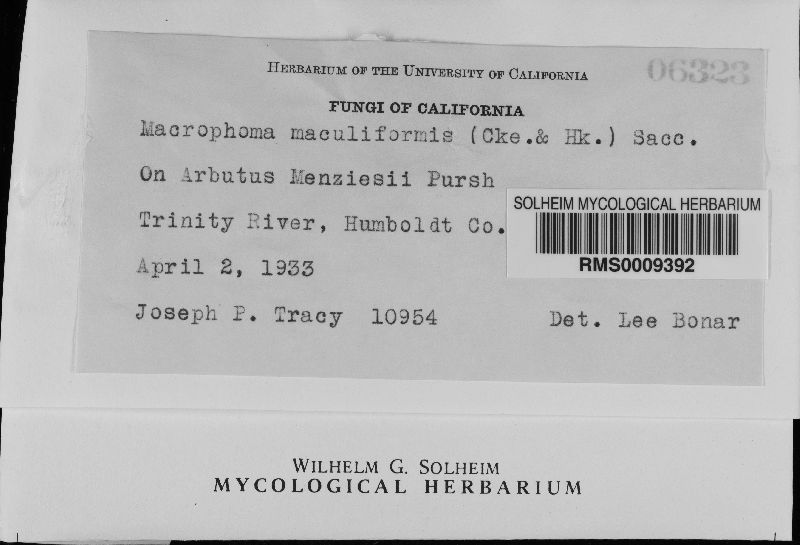 HERBARIUM OF THE UNIVERSITY OF CALIFORNIA 06323
FUNGI OF CALIFORNIA
Macrophoma maculiformis (Cke.& Hk.) Sacc.
On Arbutus Menziesii Pursh
SOLHEIM MYCOLOGICAL HERBARIUM
Trinity River, Humboldt Co.
RMS0009392
April 2, 1933
Joseph P. Tracy 10954 Det. Lee Bonar
WILHELM G. SOLHEIM
MYCOLOGICAL HERBARIUM